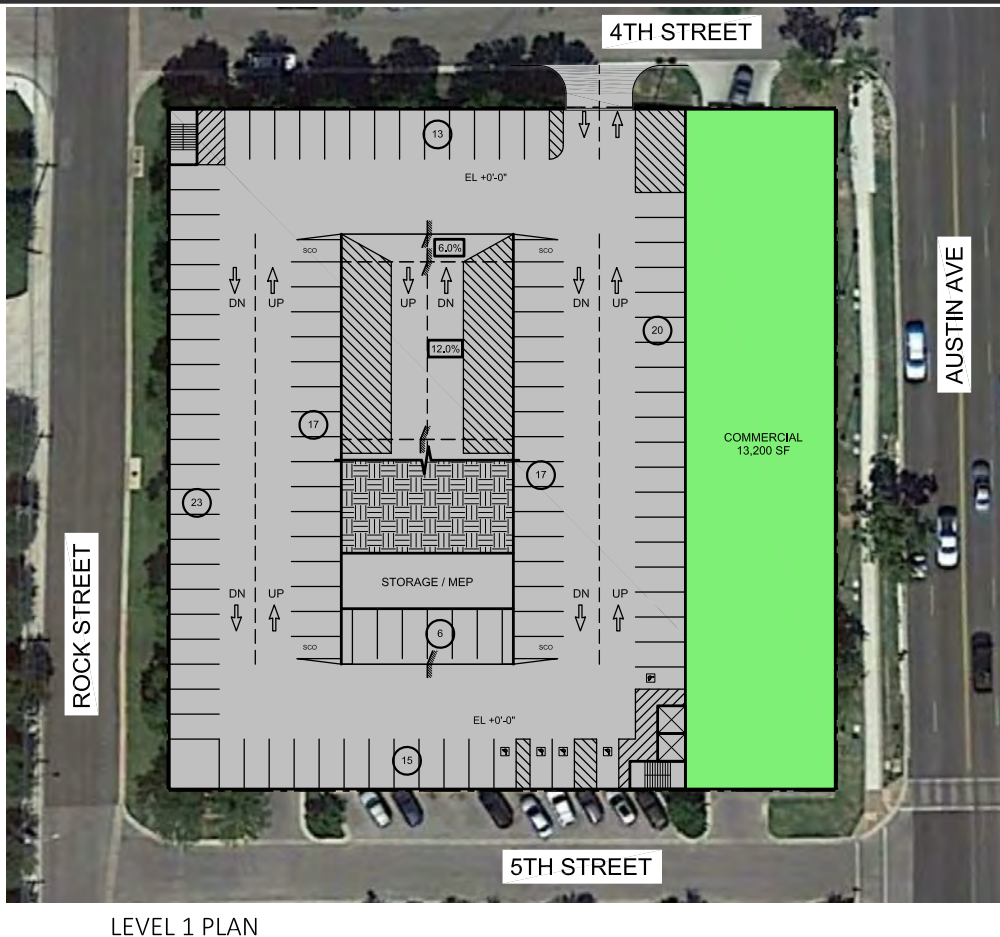 4TH STREET
13
EL +0'-0"
SCO
6.0%
SCO
DN
UP
UP
DN
DN
UP
20
12.0%
AUSTIN AVE
17
COMMERCIAL
13,200 SF
17
23
STORAGE / MEP
ROCK STREET
DN
UP
DN
UP
6
SCO
SCO
EL +0'-0"
15
5TH STREET
LEVEL 1 PLAN